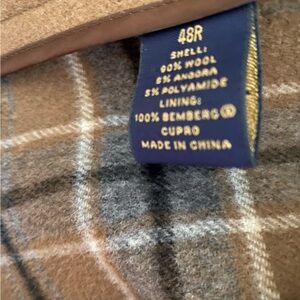 48R
SHELL:
90% WOOL
5% ANGORA
5% POLYAMIDE
LINING:
100% BEMBERG®
CUPRO
MADE IN CHINA